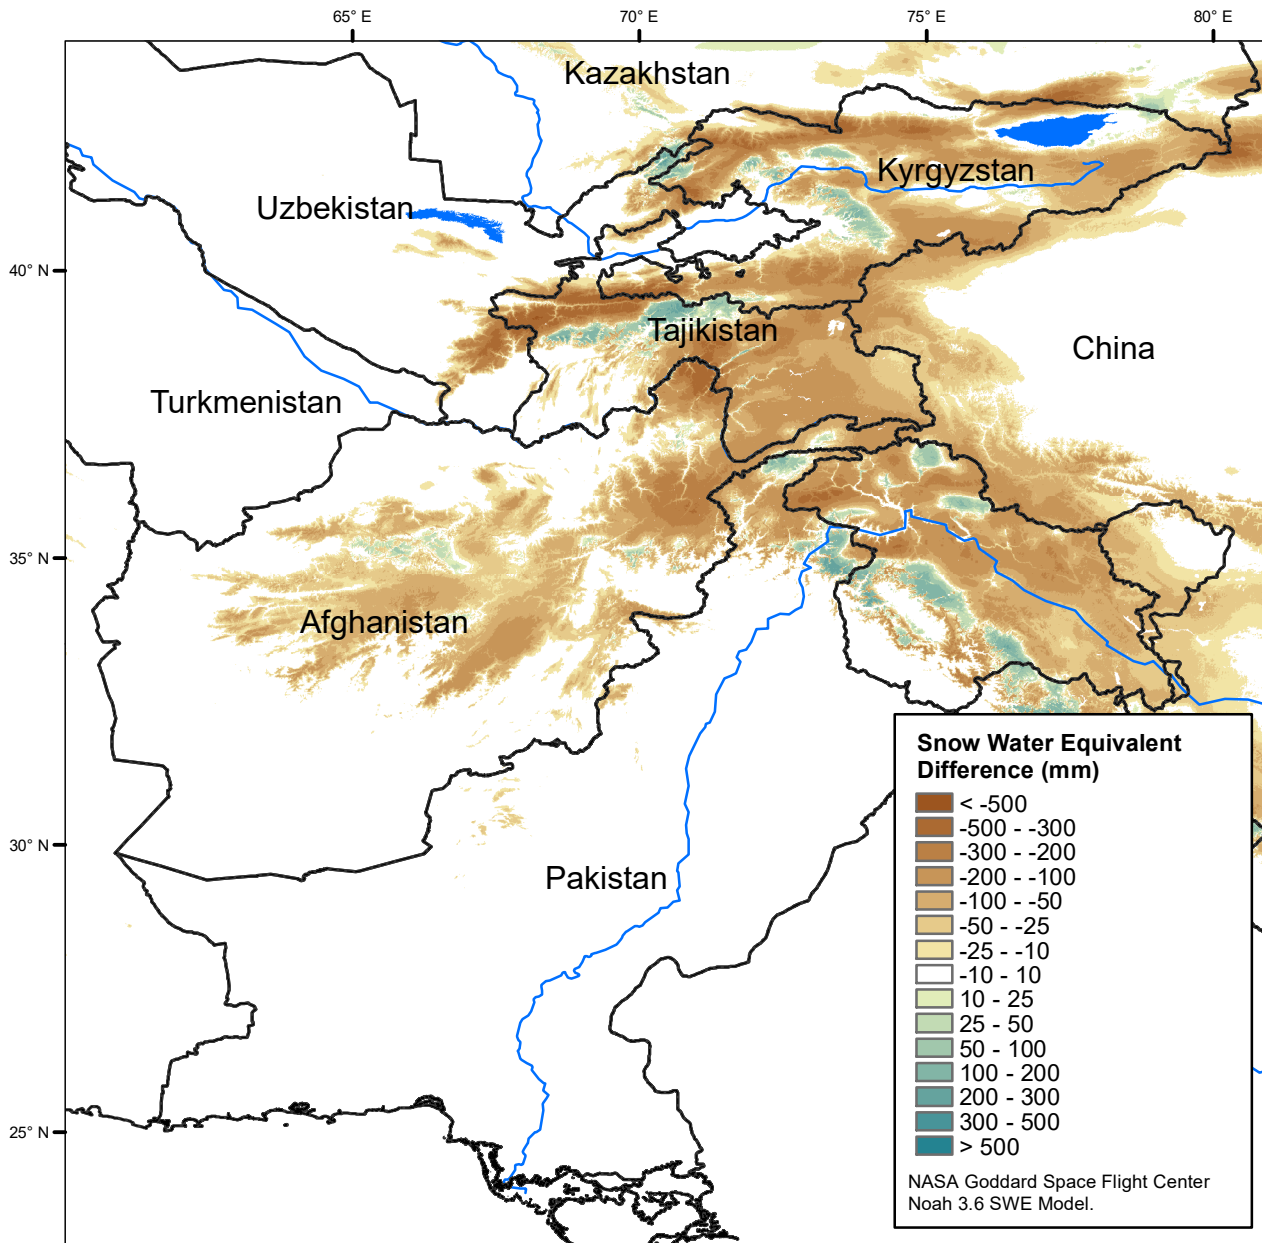 65° E
70° E
75° E
80° E
Kazakhstan
Kyrgyzstan
Uzbekistan
40° N
Tajikistan
China
Turkmenistan
35° N
Afghanistan
30° N
Pakistan
25° N
Snow Water Equivalent
Difference (mm)
< -500
-500 - -300
-300 - -200
-200 - -100
-100 - -50
-50 - -25
-25 - -10
-10 - 10
10 - 25
25 - 50
50 - 100
100 - 200
200 - 300
300 - 500
> 500
NASA Goddard Space Flight Center
Noah 3.6 SWE Model.